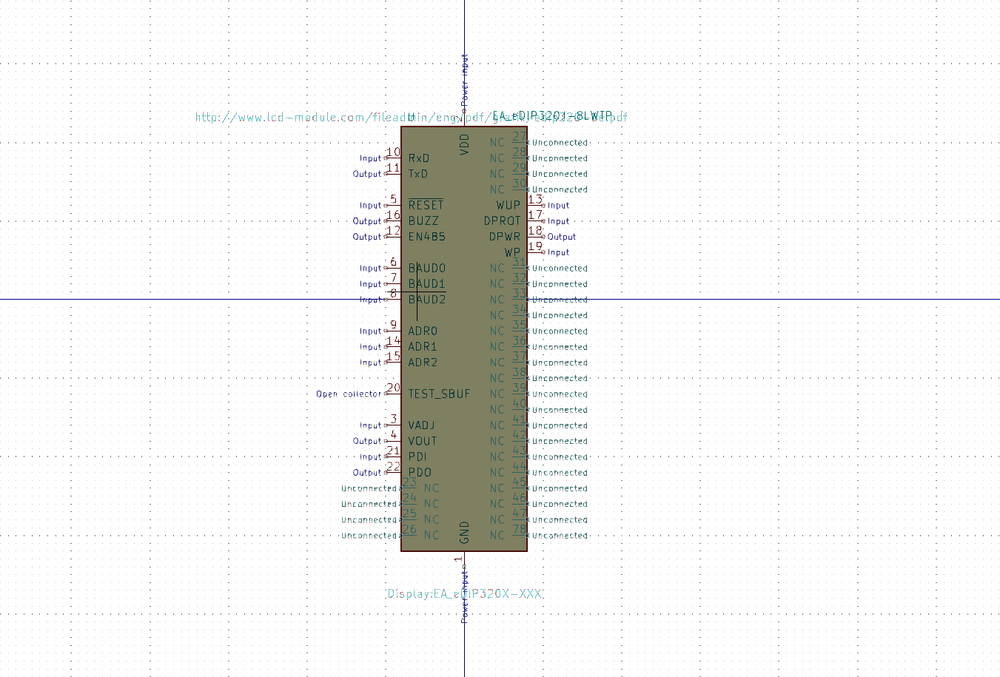 Power input
http://www.lcd-module.com/fileadmin/eng/pdf/grafik/edip320-8epdf
EA_eDIP320J-8LWTP
2
VDD
Input 10 RxD
Output 11 TxD
Input 5 RESET
Output 16 BUZZ
Output 12 EN485
Input 6 BAUD0
Input 7 BAUD1
Input 8 BAUD2
Input 9 ADR0
Input 14 ADR1
Input 15 ADR2
Open collector 20 TEST_SBUF
Input 3 VADJ
Output 4 VOUT
Input 21 PDI
Output 22 PDO
Unconnected 23 NC
Unconnected 24 NC
Unconnected 25 NC
Unconnected 26 NC
NC 27 Unconnected
NC 28 Unconnected
NC 29 Unconnected
NC 30 Unconnected
WUP 13 Input
DPROT 17 Input
DPWR 18 Output
WP 19 Input
NC 31 Unconnected
NC 32 Unconnected
NC 33 Unconnected
NC 34 Unconnected
NC 35 Unconnected
NC 36 Unconnected
NC 37 Unconnected
NC 38 Unconnected
NC 39 Unconnected
NC 40 Unconnected
NC 41 Unconnected
NC 42 Unconnected
NC 43 Unconnected
NC 44 Unconnected
NC 45 Unconnected
NC 46 Unconnected
NC 47 Unconnected
NC 78 Unconnected
GND
1
Power input
Display:EA_eDIP320X-XXX